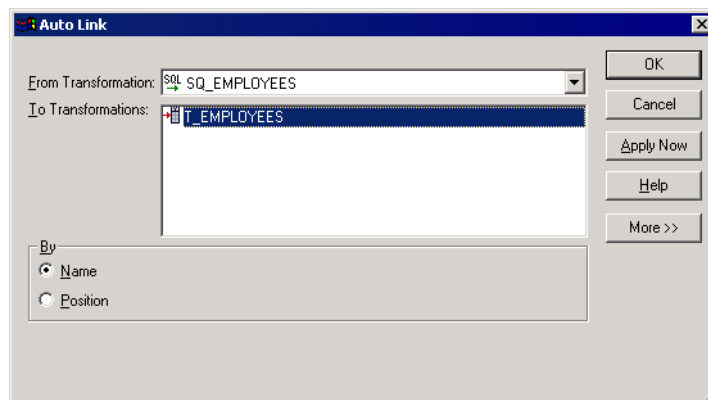 Auto Link
OK
From Transformation: SQL SQ_EMPLOYEES
Cancel
To Transformations: T_EMPLOYEES
Apply Now
Help
More >>
By
Name
Position